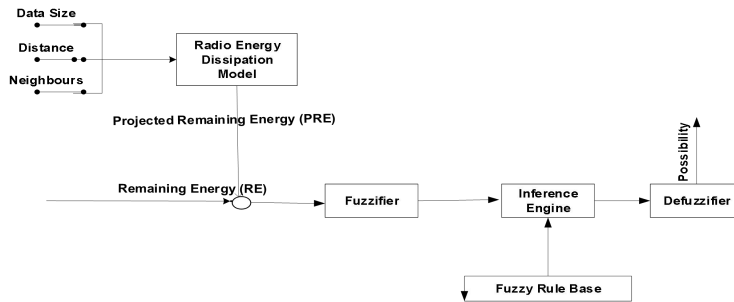 Data Size
Distance
Neighbours
Radio Energy
Dissipation
Model
Projected Remaining Energy (PRE)
Remaining Energy (RE)
Fuzzifier
Inference
Engine
Possibility
Defuzzifier
Fuzzy Rule Base